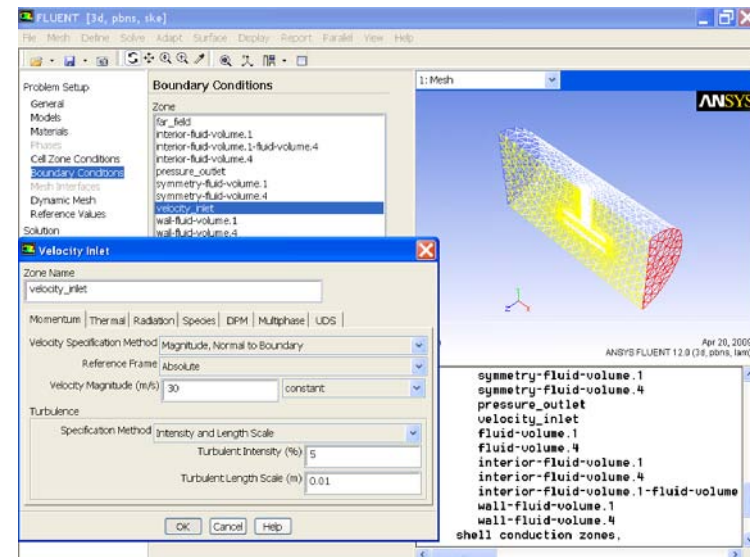 FLUENT [3d, pbns, ske]
File Mesh Define Solve Adapt Surface Display Report Parallel View Help
Problem Setup
General
Models
Materials
Phases
Cell Zone Conditions
Boundary Conditions
Mesh Interfaces
Dynamic Mesh
Reference Values
Solution
Boundary Conditions
Zone
far_field
interior-fluid-volume.1
interior-fluid-volume.1-fluid-volume.4
interior-fluid-volume.4
pressure_outlet
symmetry-fluid-volume.1
symmetry-fluid-volume.4
velocity_inlet
wall-fluid-volume.1
wall-fluid-volume.4
1: Mesh
ANSYS
Z Y X
Apr 20, 2009
ANSYS FLUENT 12.0 (3d, pbns, lam)
Velocity Inlet
Zone Name
velocity_inlet
Momentum Thermal Radiation Species DPM Multiphase UDS
Velocity Specification Method Magnitude, Normal to Boundary
Reference Frame Absolute
Velocity Magnitude (m/s) 30 constant
Turbulence
Specification Method Intensity and Length Scale
Turbulent Intensity (%) 5
Turbulent Length Scale (m) 0.01
OK Cancel Help
symmetry-fluid-volume.1
symmetry-fluid-volume.4
pressure_outlet
velocity_inlet
fluid-volume.1
fluid-volume.4
interior-fluid-volume.1
interior-fluid-volume.4
interior-fluid-volume.1-fluid-volume
wall-fluid-volume.1
wall-fluid-volume.4
shell conduction zones,